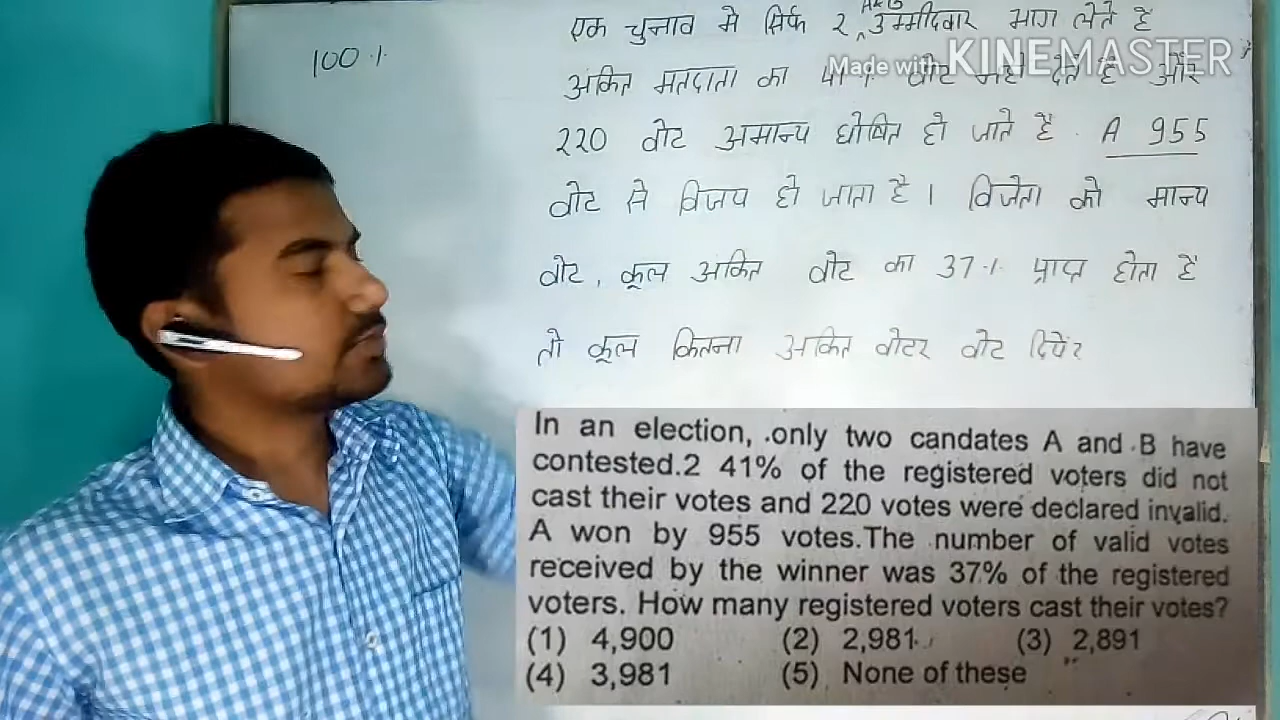 100%
A & B
एक चुनाव मे सिर्फ २ उम्मीदवार भाग लेते है
Made with KINEMASTER
अंकित मतदाता का 41% वोट नही देते है और
220 वोट अमान्य घोषित हो जाते है . A 955
वोट से विजय हो जाता है । विजेता को मान्य
वोट , कूल अंकित वोट का 37% प्राप्त होता है
तो कूल कितना अंकित वोटर वोट दिये?
In an election, .only two candates A and B have
contested.2 41% of the registered voters did not
cast their votes and 220 votes were declared invalid.
A won by 955 votes.The number of valid votes
received by the winner was 37% of the registered
voters. How many registered voters cast their votes?
(1) 4,900 (2) 2,981 (3) 2,891
(4) 3,981 (5) None of these